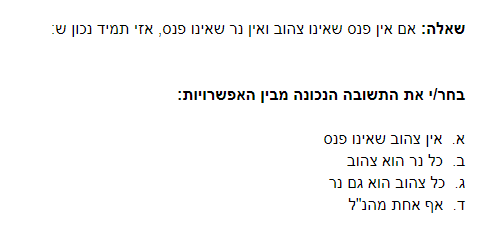 שאלה: אם אין פנס שאינו צהוב ואין נר שאינו פנס, אזי תמיד נכון ש:
בחר/י את התשובה הנכונה מבין האפשרויות:
א. אין צהוב שאינו פנס
ב. כל נר הוא צהוב
ג. כל צהוב הוא גם נר
ד. אף אחת מהנ"ל